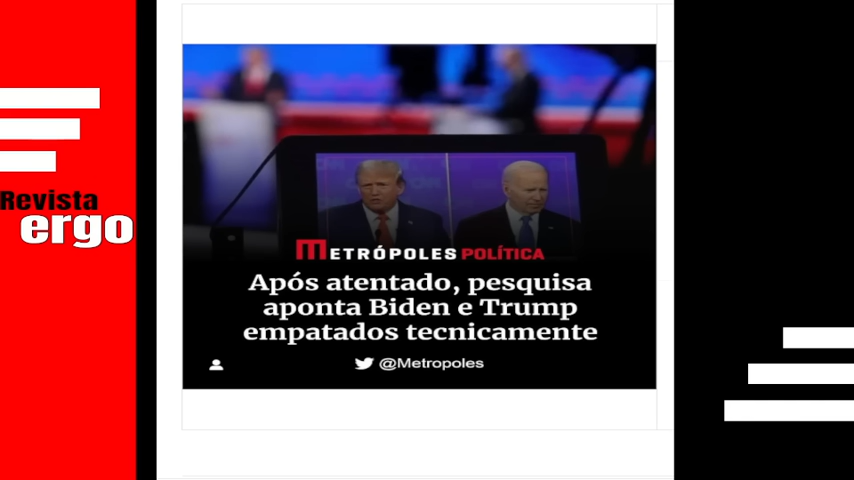 Revista
ergo
METRÓPOLES POLÍTICA
Após atentado, pesquisa
aponta Biden e Trump
empatados tecnicamente
@Metropoles